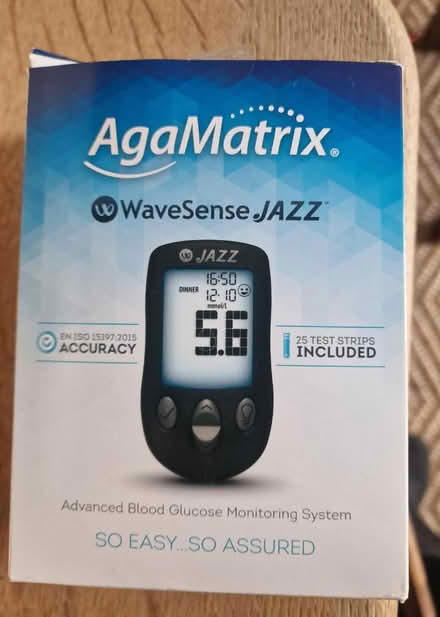 AgaMatrix®
WaveSense JAZZ™
JAZZ
16:50
DINNER
12-10
mmol/L
5.6
EN ISO 15197:2015
ACCURACY
25 TEST STRIPS
INCLUDED
Advanced Blood Glucose Monitoring System
SO EASY...SO ASSURED